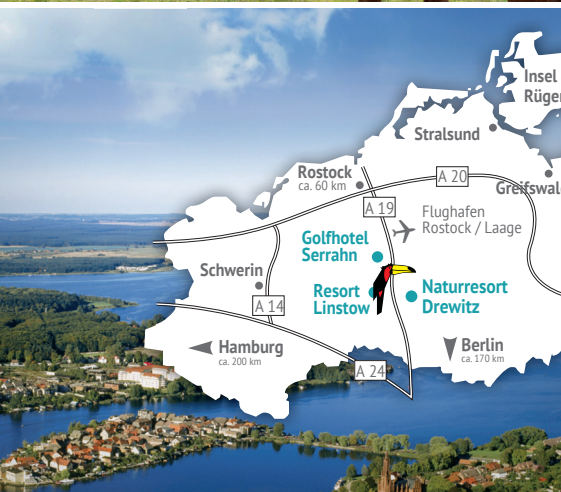 Insel
Rügen
Stralsund
Rostock
ca. 60 km
A 20
Greifswal
A 19
Flughafen
Rostock / Laage
Golfhotel
Serrahn
Schwerin
Resort
Linstow
Naturresort
Drewitz
A 14
Hamburg
ca. 200 km
Berlin
ca. 170 km
A 24